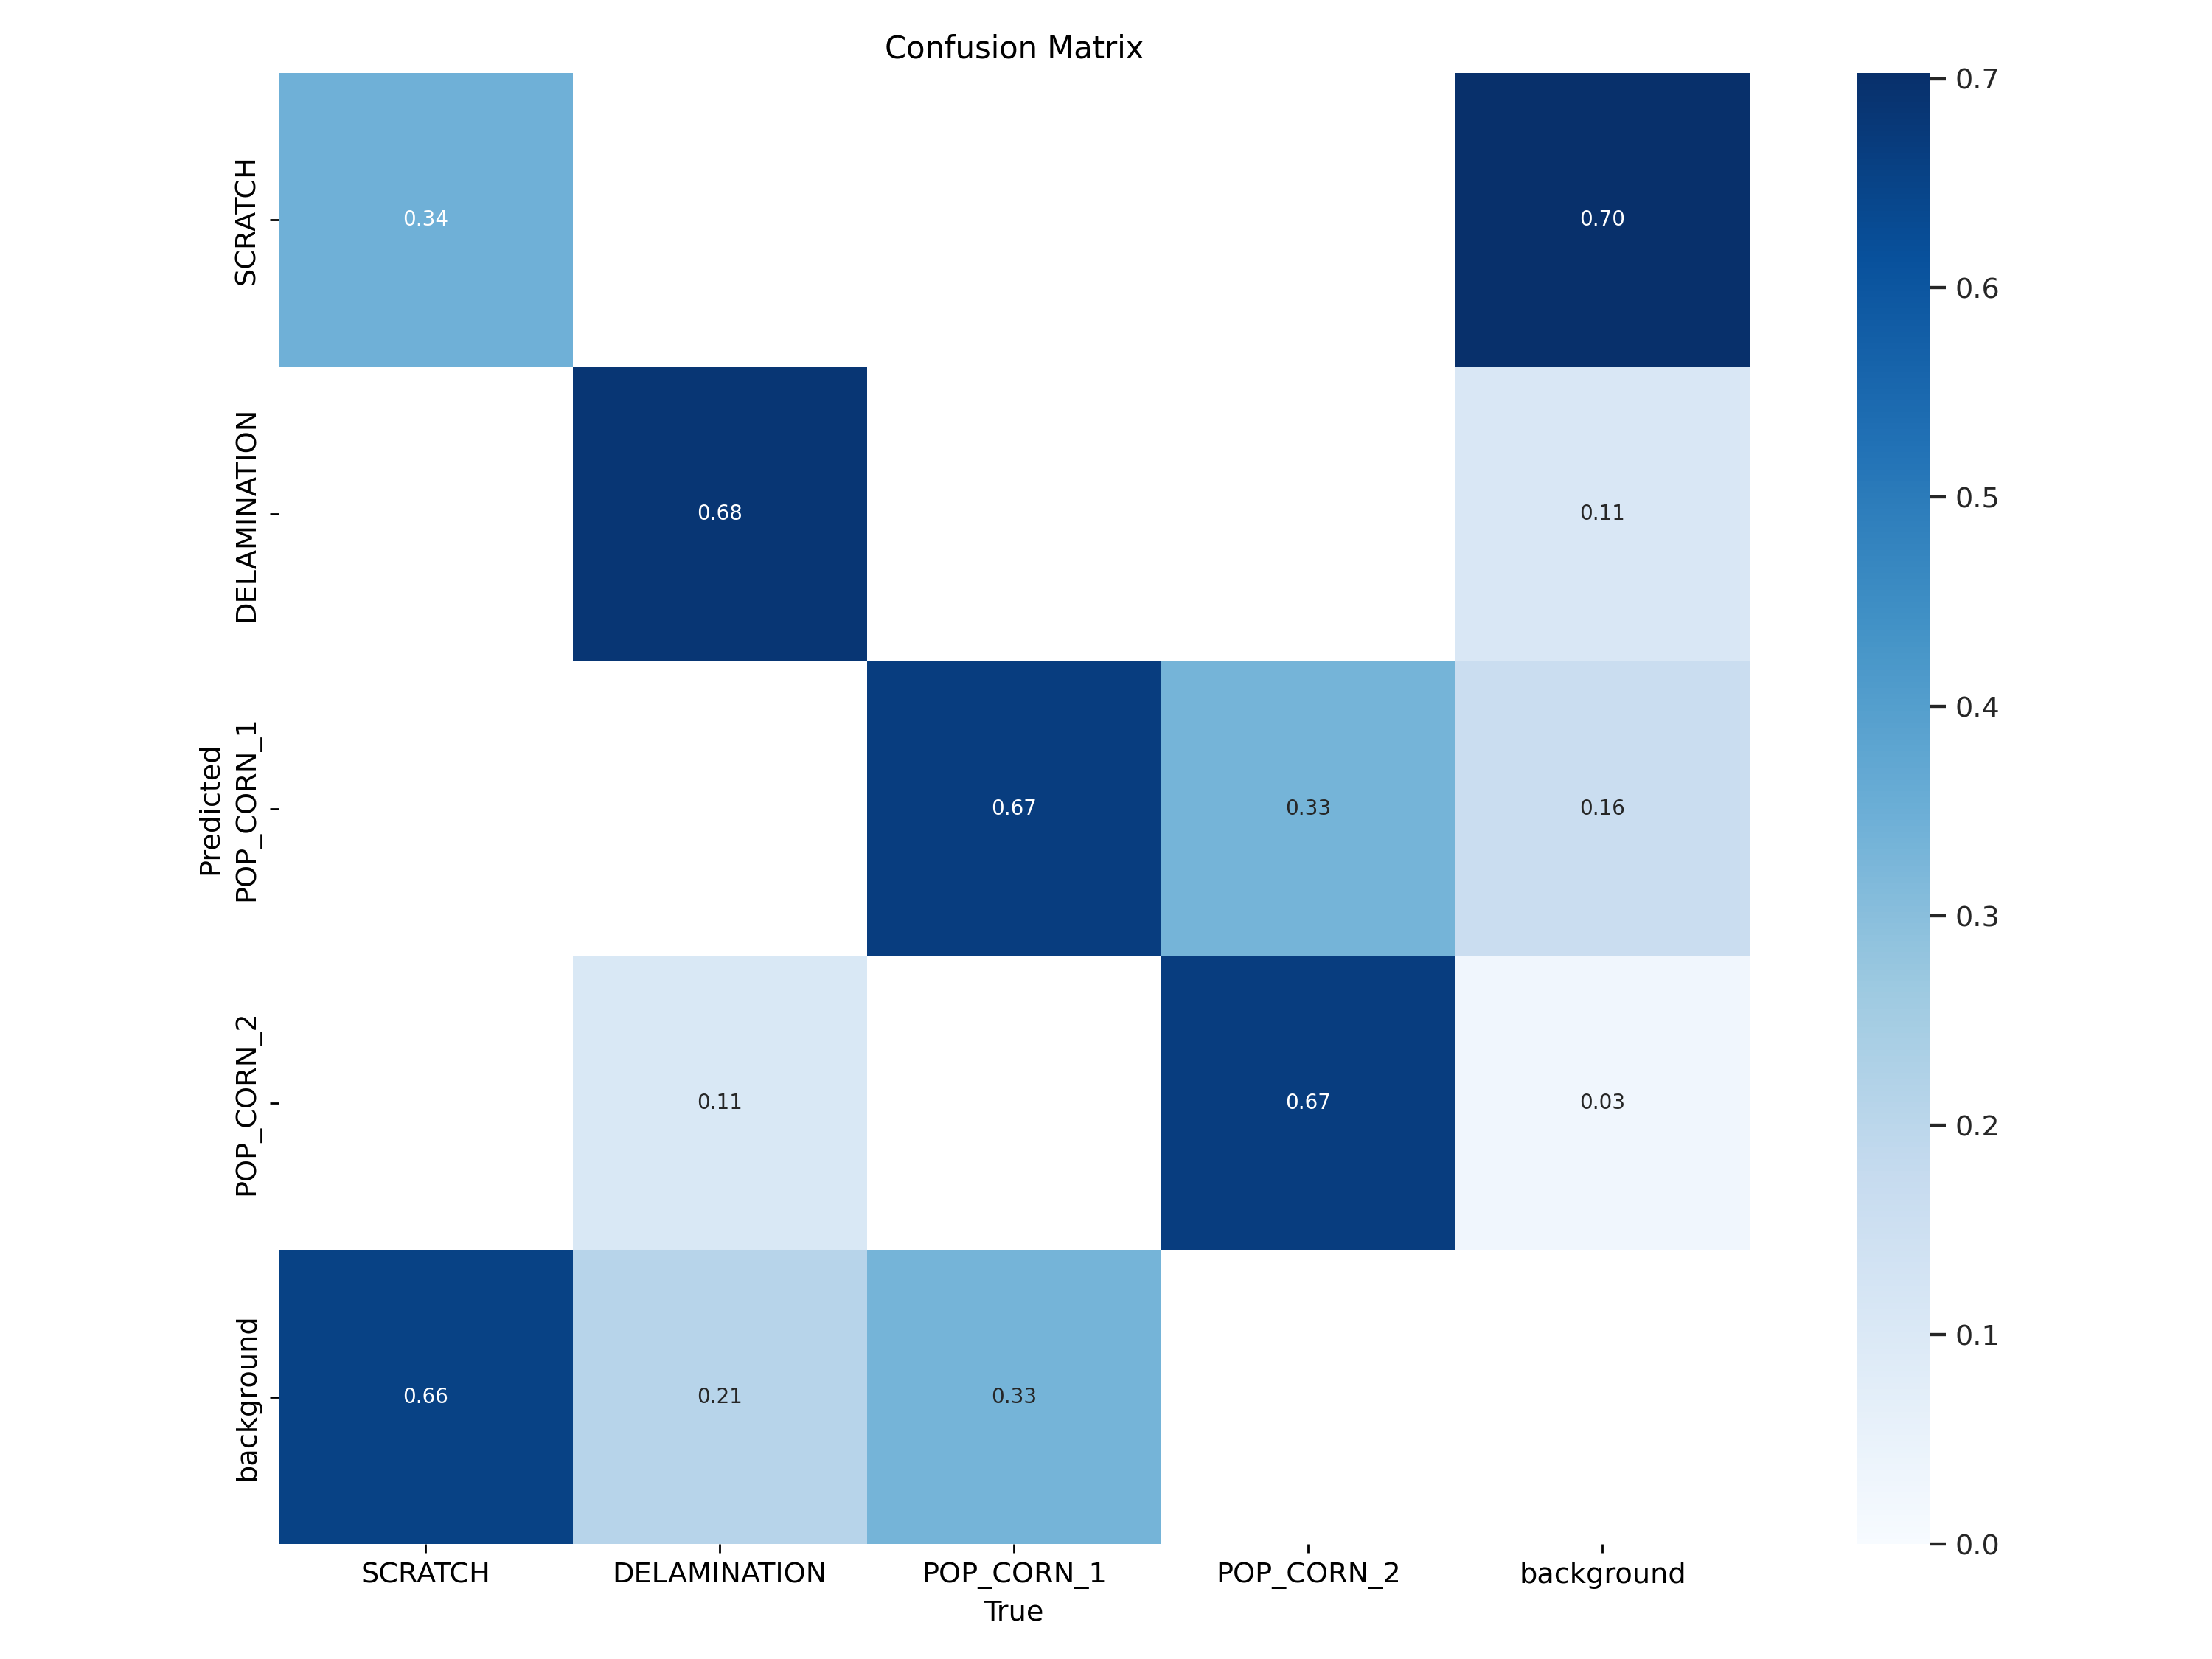 Confusion Matrix
Predicted
SCRATCH
0.34
0.70
DELAMINATION
0.68
0.11
POP_CORN_1
0.67
0.33
0.16
POP_CORN_2
0.11
0.67
0.03
background
0.66
0.21
0.33
SCRATCH
DELAMINATION
POP_CORN_1
POP_CORN_2
background
True
0.7
0.6
0.5
0.4
0.3
0.2
0.1
0.0